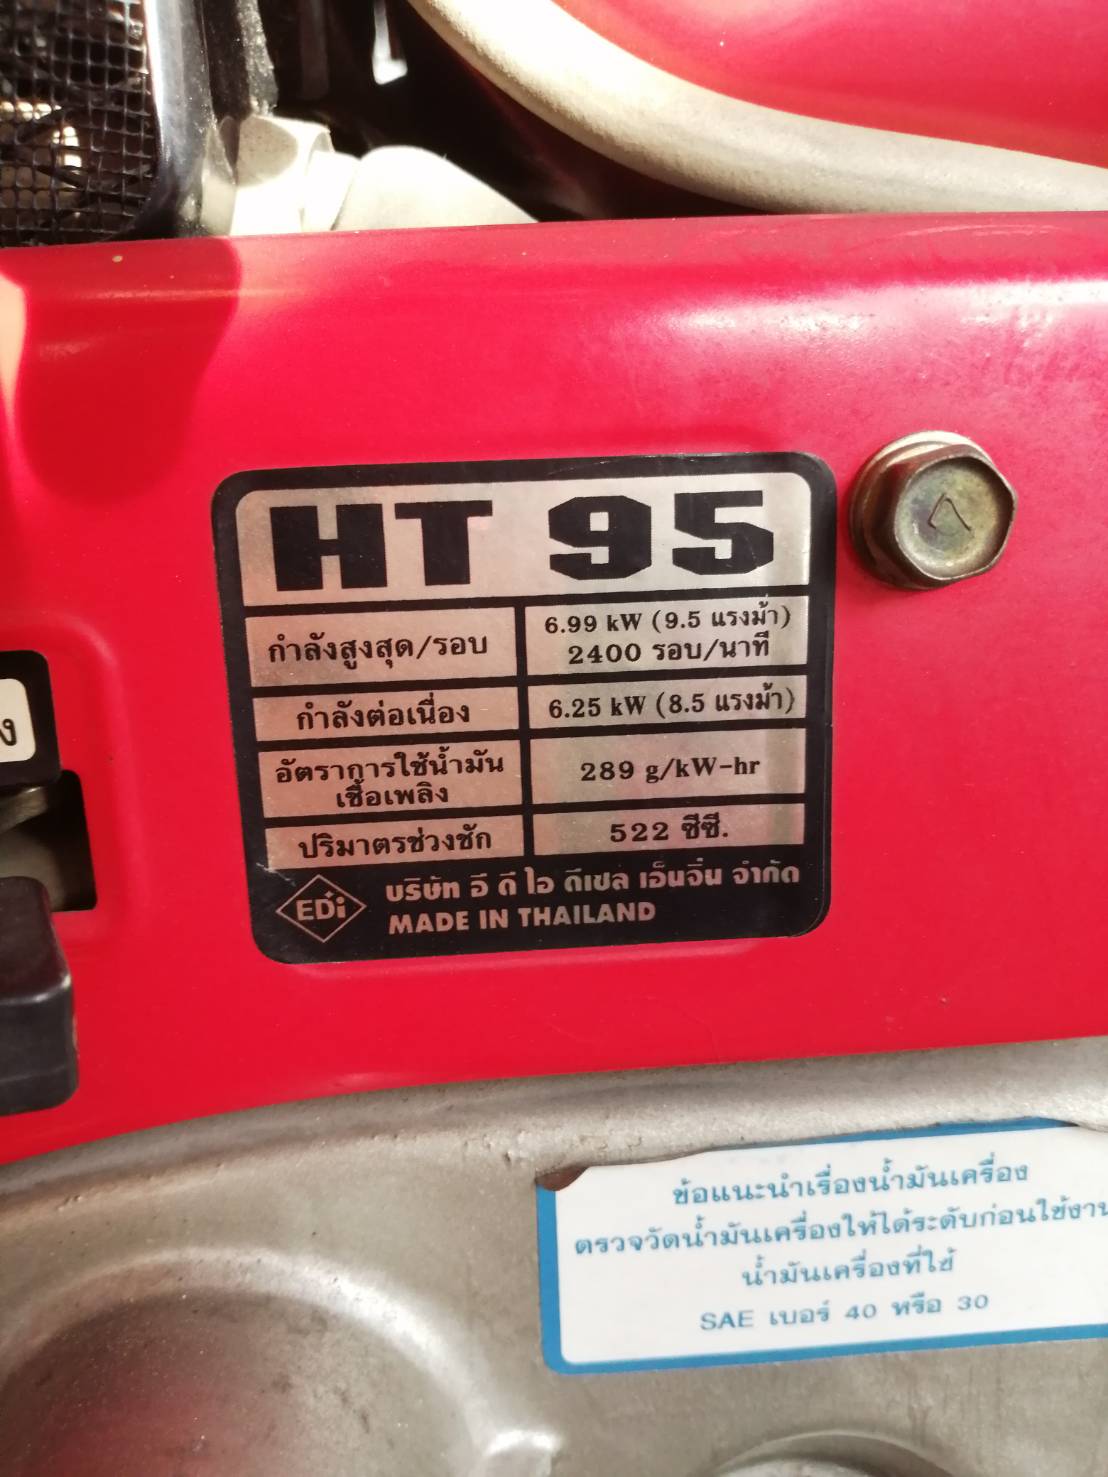 HT 95
กำลังสูงสุด/รอบ
6.99 kW (9.5 แรงม้า)
2400 รอบ/นาที
กำลังต่อเนื่อง
6.25 kW (8.5 แรงม้า)
อัตราการใช้น้ำมัน
เชื้อเพลิง
289 g/kW-hr
ปริมาตรช่วงชัก
522 ซีซี.
EDi
บริษัท อี ดี ไอ ดีเซล เอ็นจิ้น จำกัด
MADE IN THAILAND
ข้อแนะนำเรื่องน้ำมันเครื่อง
ตรวจวัดน้ำมันเครื่องให้ได้ระดับก่อนใช้งาน
น้ำมันเครื่องที่ใช้
SAE เบอร์ 40 หรือ 30